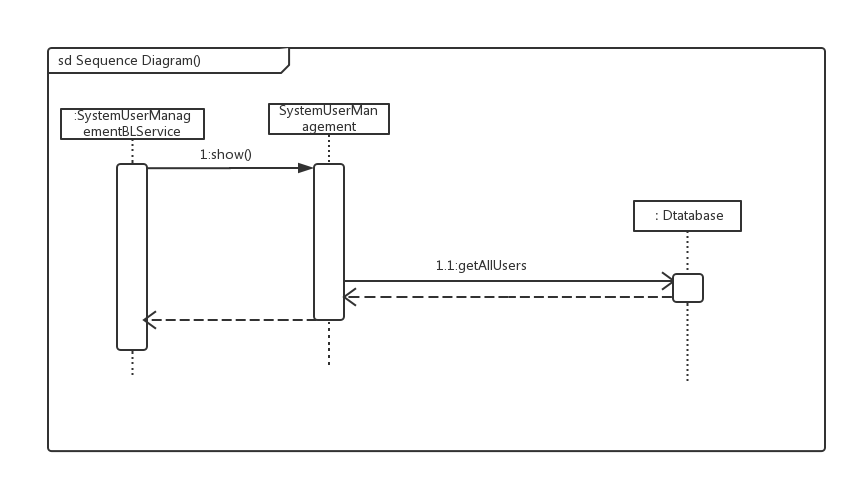 sd Sequence Diagram()
:SystemUserManag
ementBLService
SystemUserMan
agement
1:show()
: Dtatabase
1.1:getAllUsers